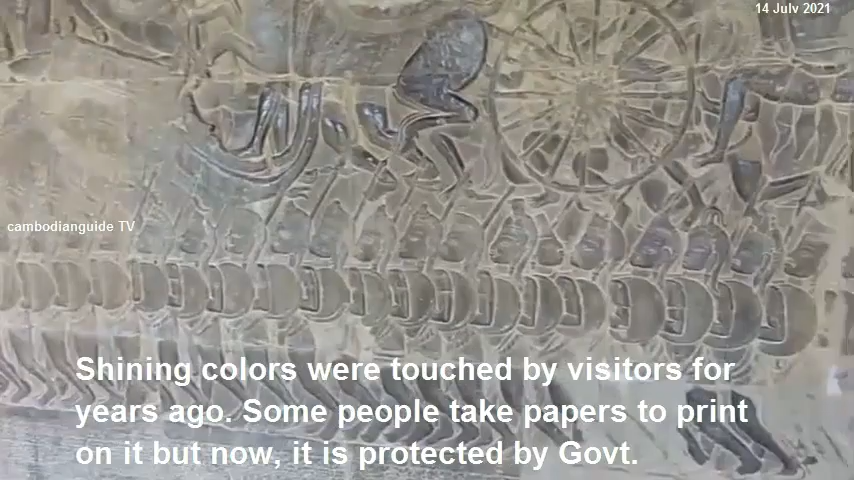 14 July 2021
cambodianguide TV
Shining colors were touched by visitors for
years ago. Some people take papers to print
on it but now, it is protected by Govt.